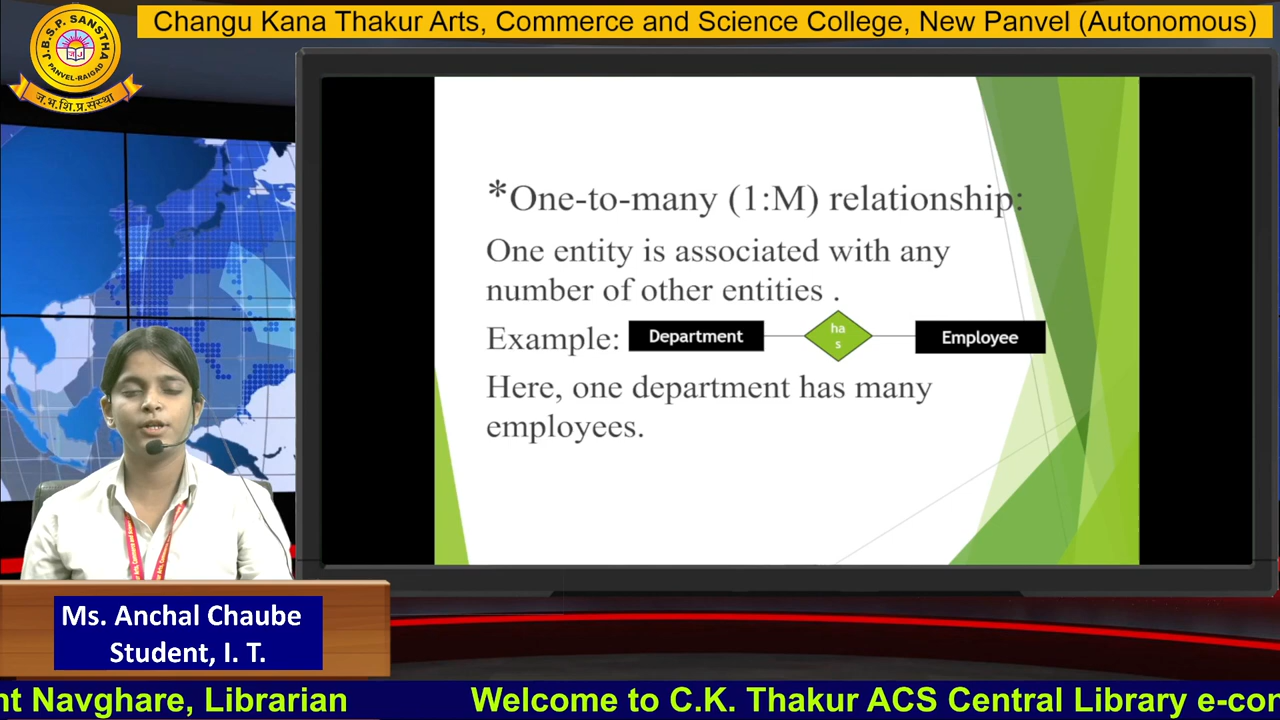 Changu Kana Thakur Arts, Commerce and Science College, New Panvel (Autonomous)
J.B.S.P. SANSTHA
PANVEL-RAIGAD
ज.भ.शि.प्र.संस्था
*One-to-many (1:M) relationship:
One entity is associated with any
number of other entities .
Example: Department ha Employee
s
Here, one department has many
employees.
Ms. Anchal Chaube
Student, I. T.
nt Navghare, Librarian Welcome to C.K. Thakur ACS Central Library e-con